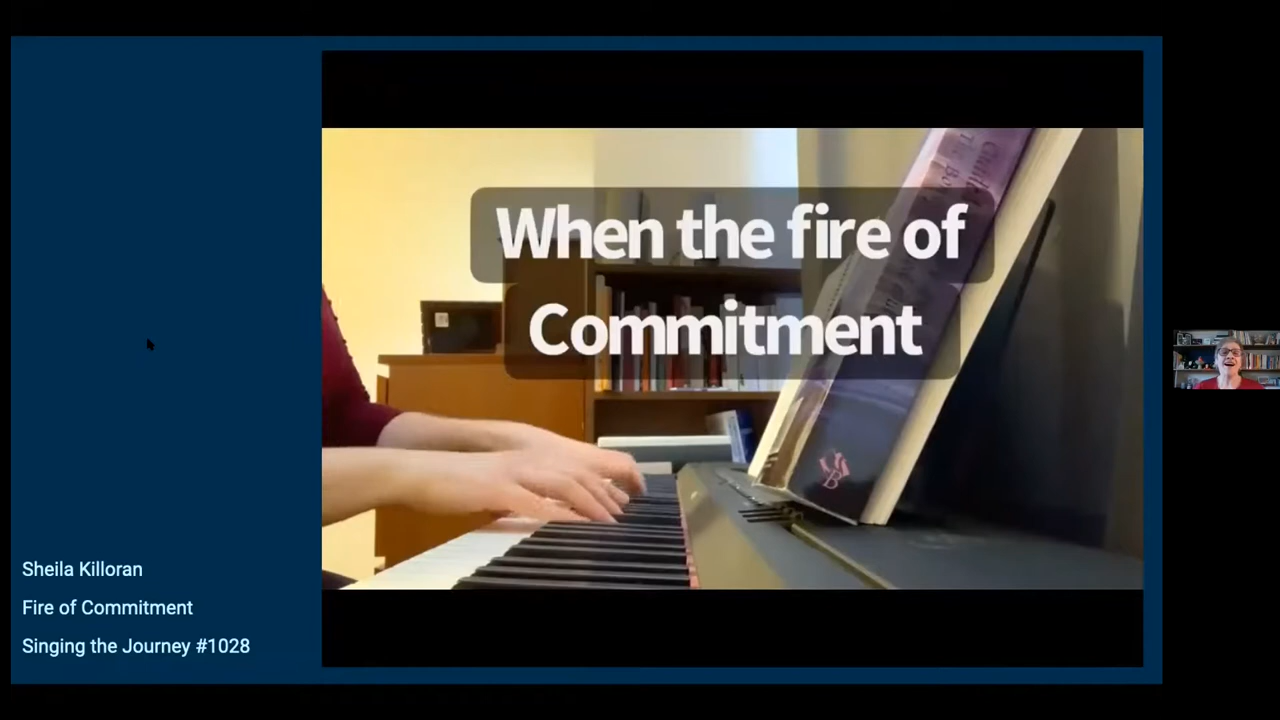 When the fire of
Commitment
Sheila Killoran
Fire of Commitment
Singing the Journey #1028